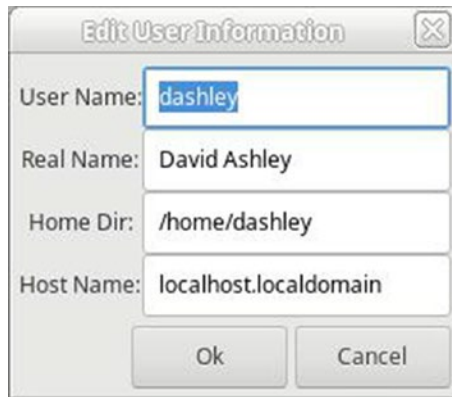 Edit User Information
User Name: dashley
Real Name: David Ashley
Home Dir: /home/dashley
Host Name: localhost.localdomain
Ok Cancel